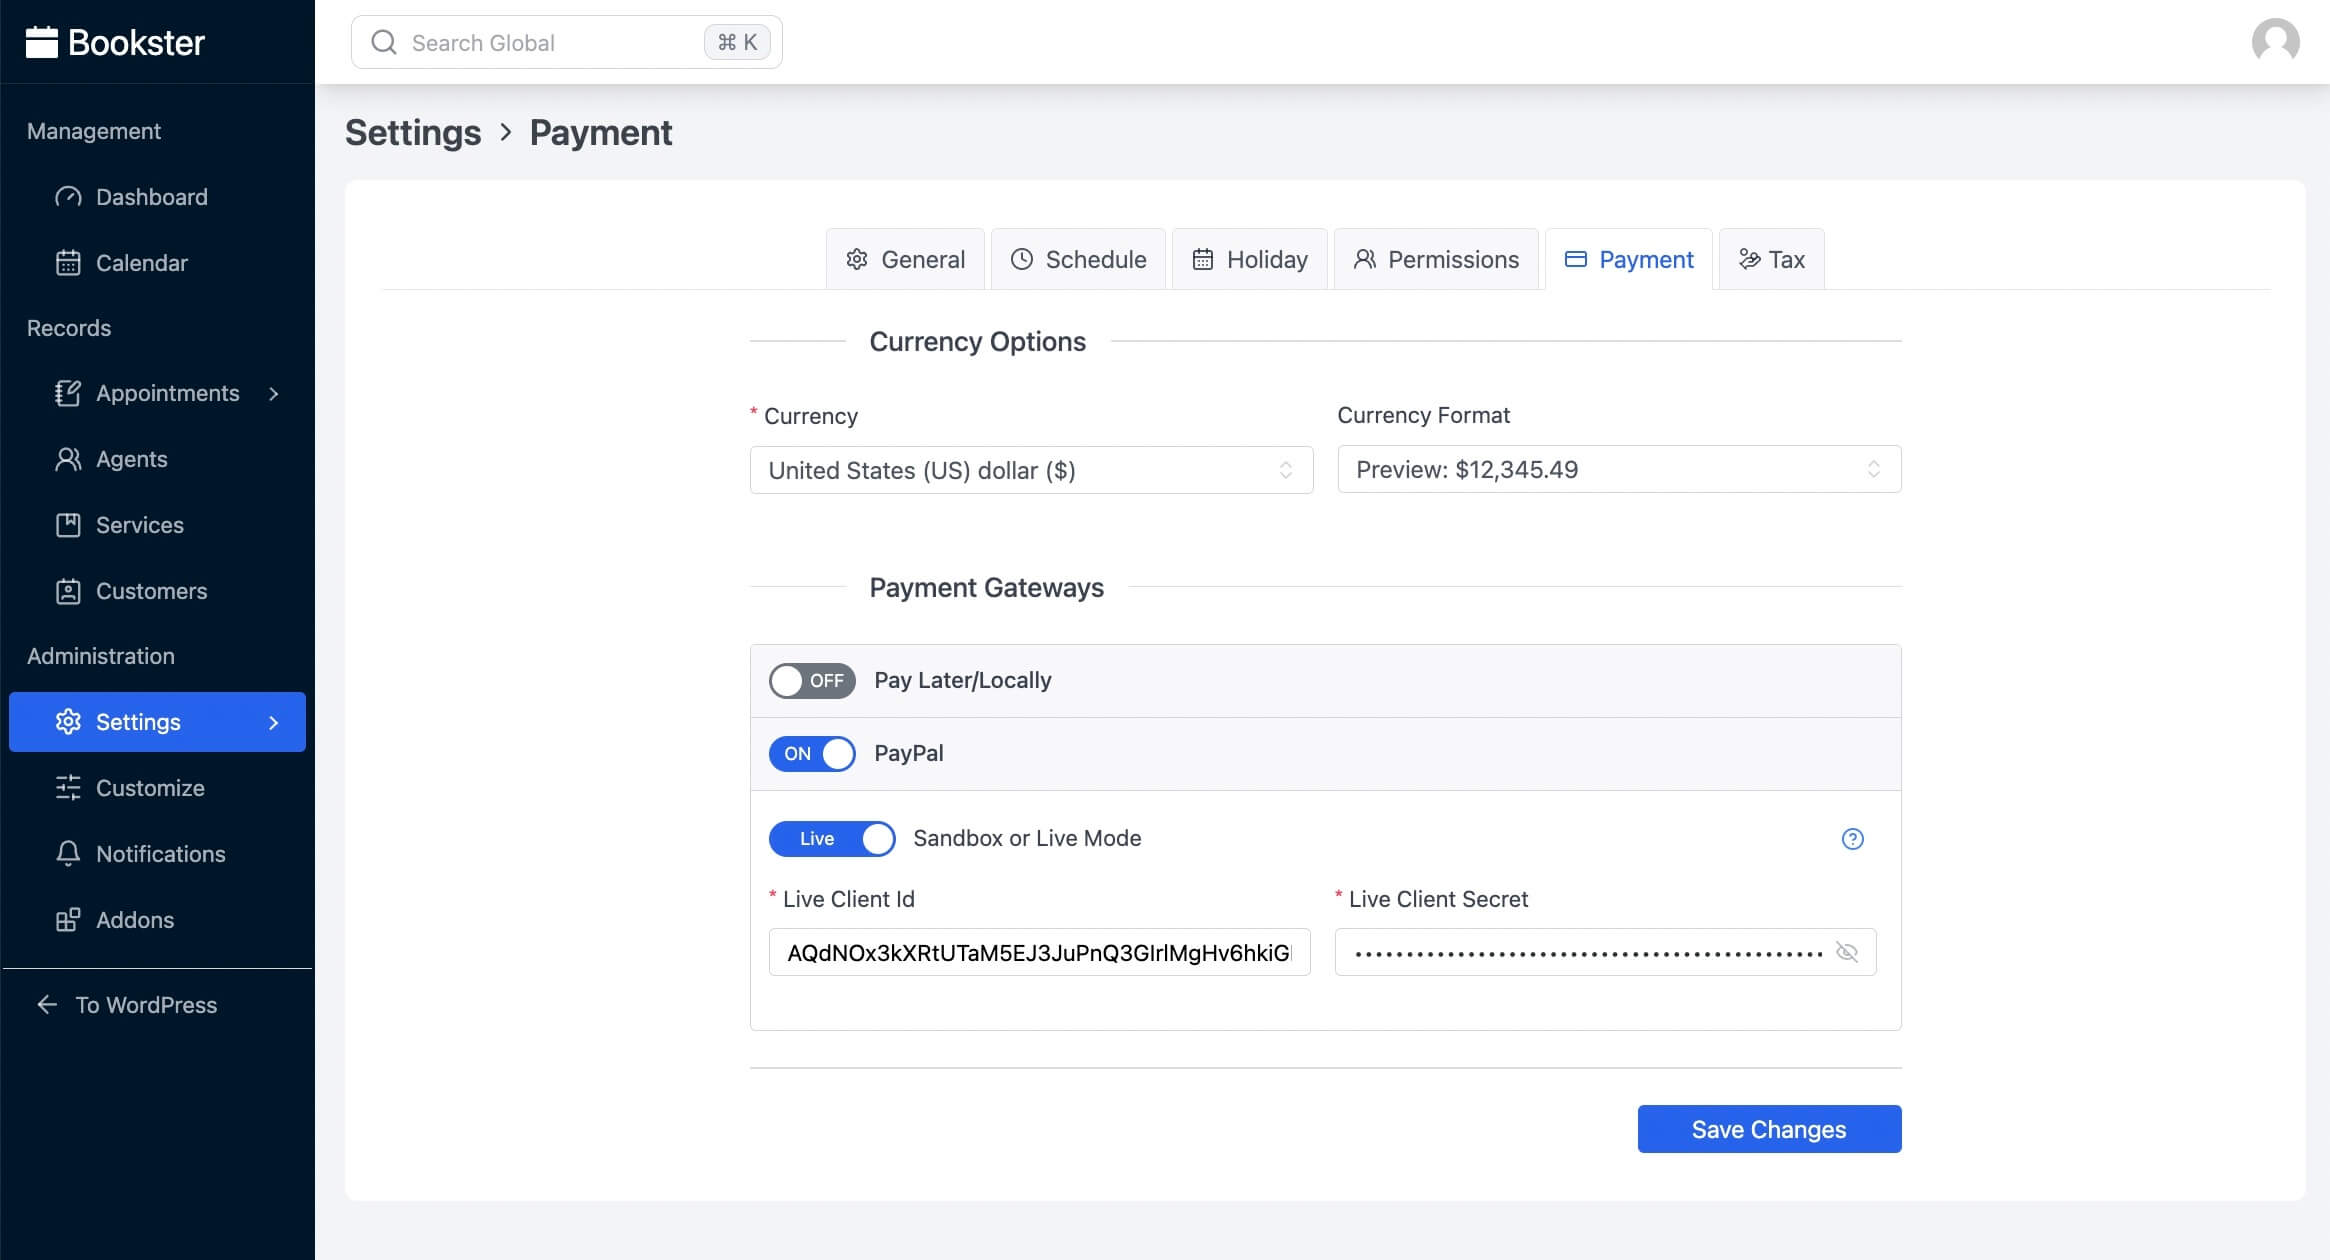 Bookster
Search Global
⌘ K
Management
Dashboard
Calendar
Records
Appointments
Agents
Services
Customers
Administration
Settings
Customize
Notifications
Addons
To WordPress
Settings > Payment
General
Schedule
Holiday
Permissions
Payment
Tax
Currency Options
* Currency
United States (US) dollar ($)
Currency Format
Preview: $12,345.49
Payment Gateways
OFF Pay Later/Locally
ON PayPal
Live Sandbox or Live Mode
* Live Client Id
AQdNOx3kXRtUTaM5EJ3JuPnQ3GIrlMgHv6hkiG
* Live Client Secret
Save Changes